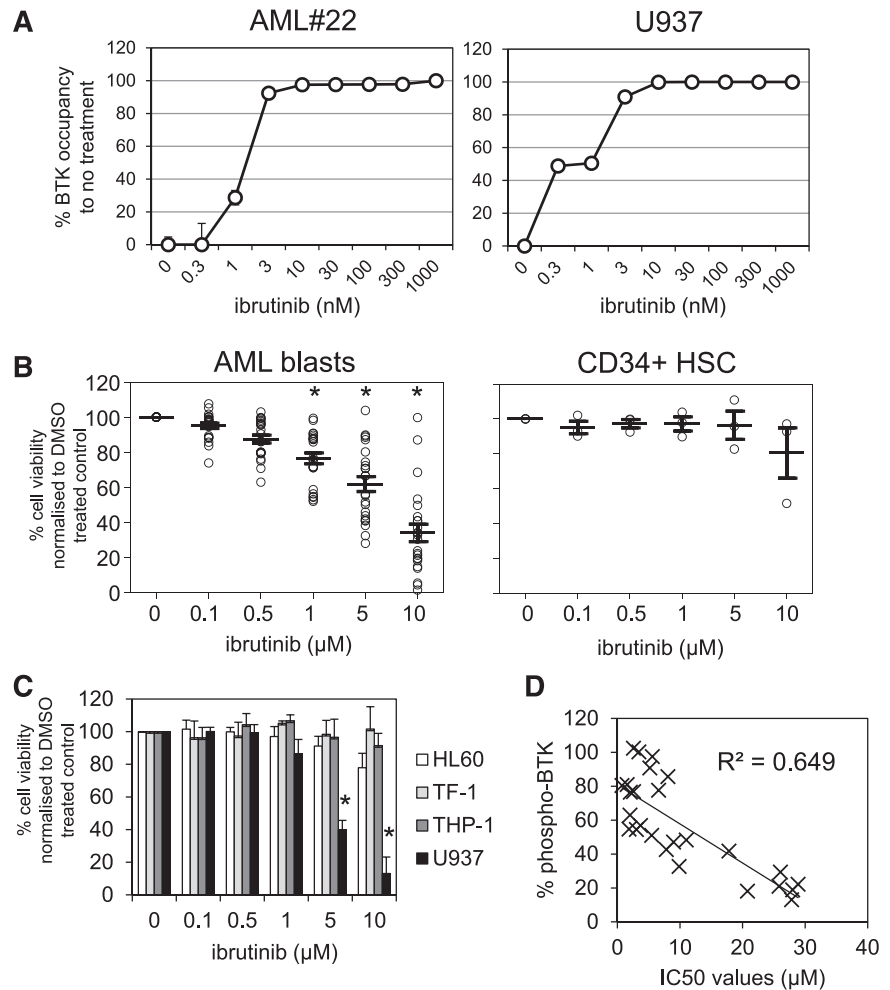 A
AML#22
U937
% BTK occupancy
to no treatment
120
100
80
60
40
20
0
0 0.3 1 3 10 30 100 300 1000
ibrutinib (nM)
120
100
80
60
40
20
0
0 0.3 1 3 10 30 100 300 1000
ibrutinib (nM)
B
AML blasts
CD34+ HSC
% cell viability
normalised to DMSO
treated control
120
100
80
60
40
20
0
* * *
0 0.1 0.5 1 5 10
ibrutinib (µM)
0 0.1 0.5 1 5 10
ibrutinib (µM)
C
% cell viability
normalised to DMSO
treated control
120
100
80
60
40
20
0
* *
0 0.1 0.5 1 5 10
ibrutinib (µM)
HL60
TF-1
THP-1
U937
D
% phospho-BTK
120
100
80
60
40
20
0
R² = 0.649
0 10 20 30 40
IC50 values (µM)